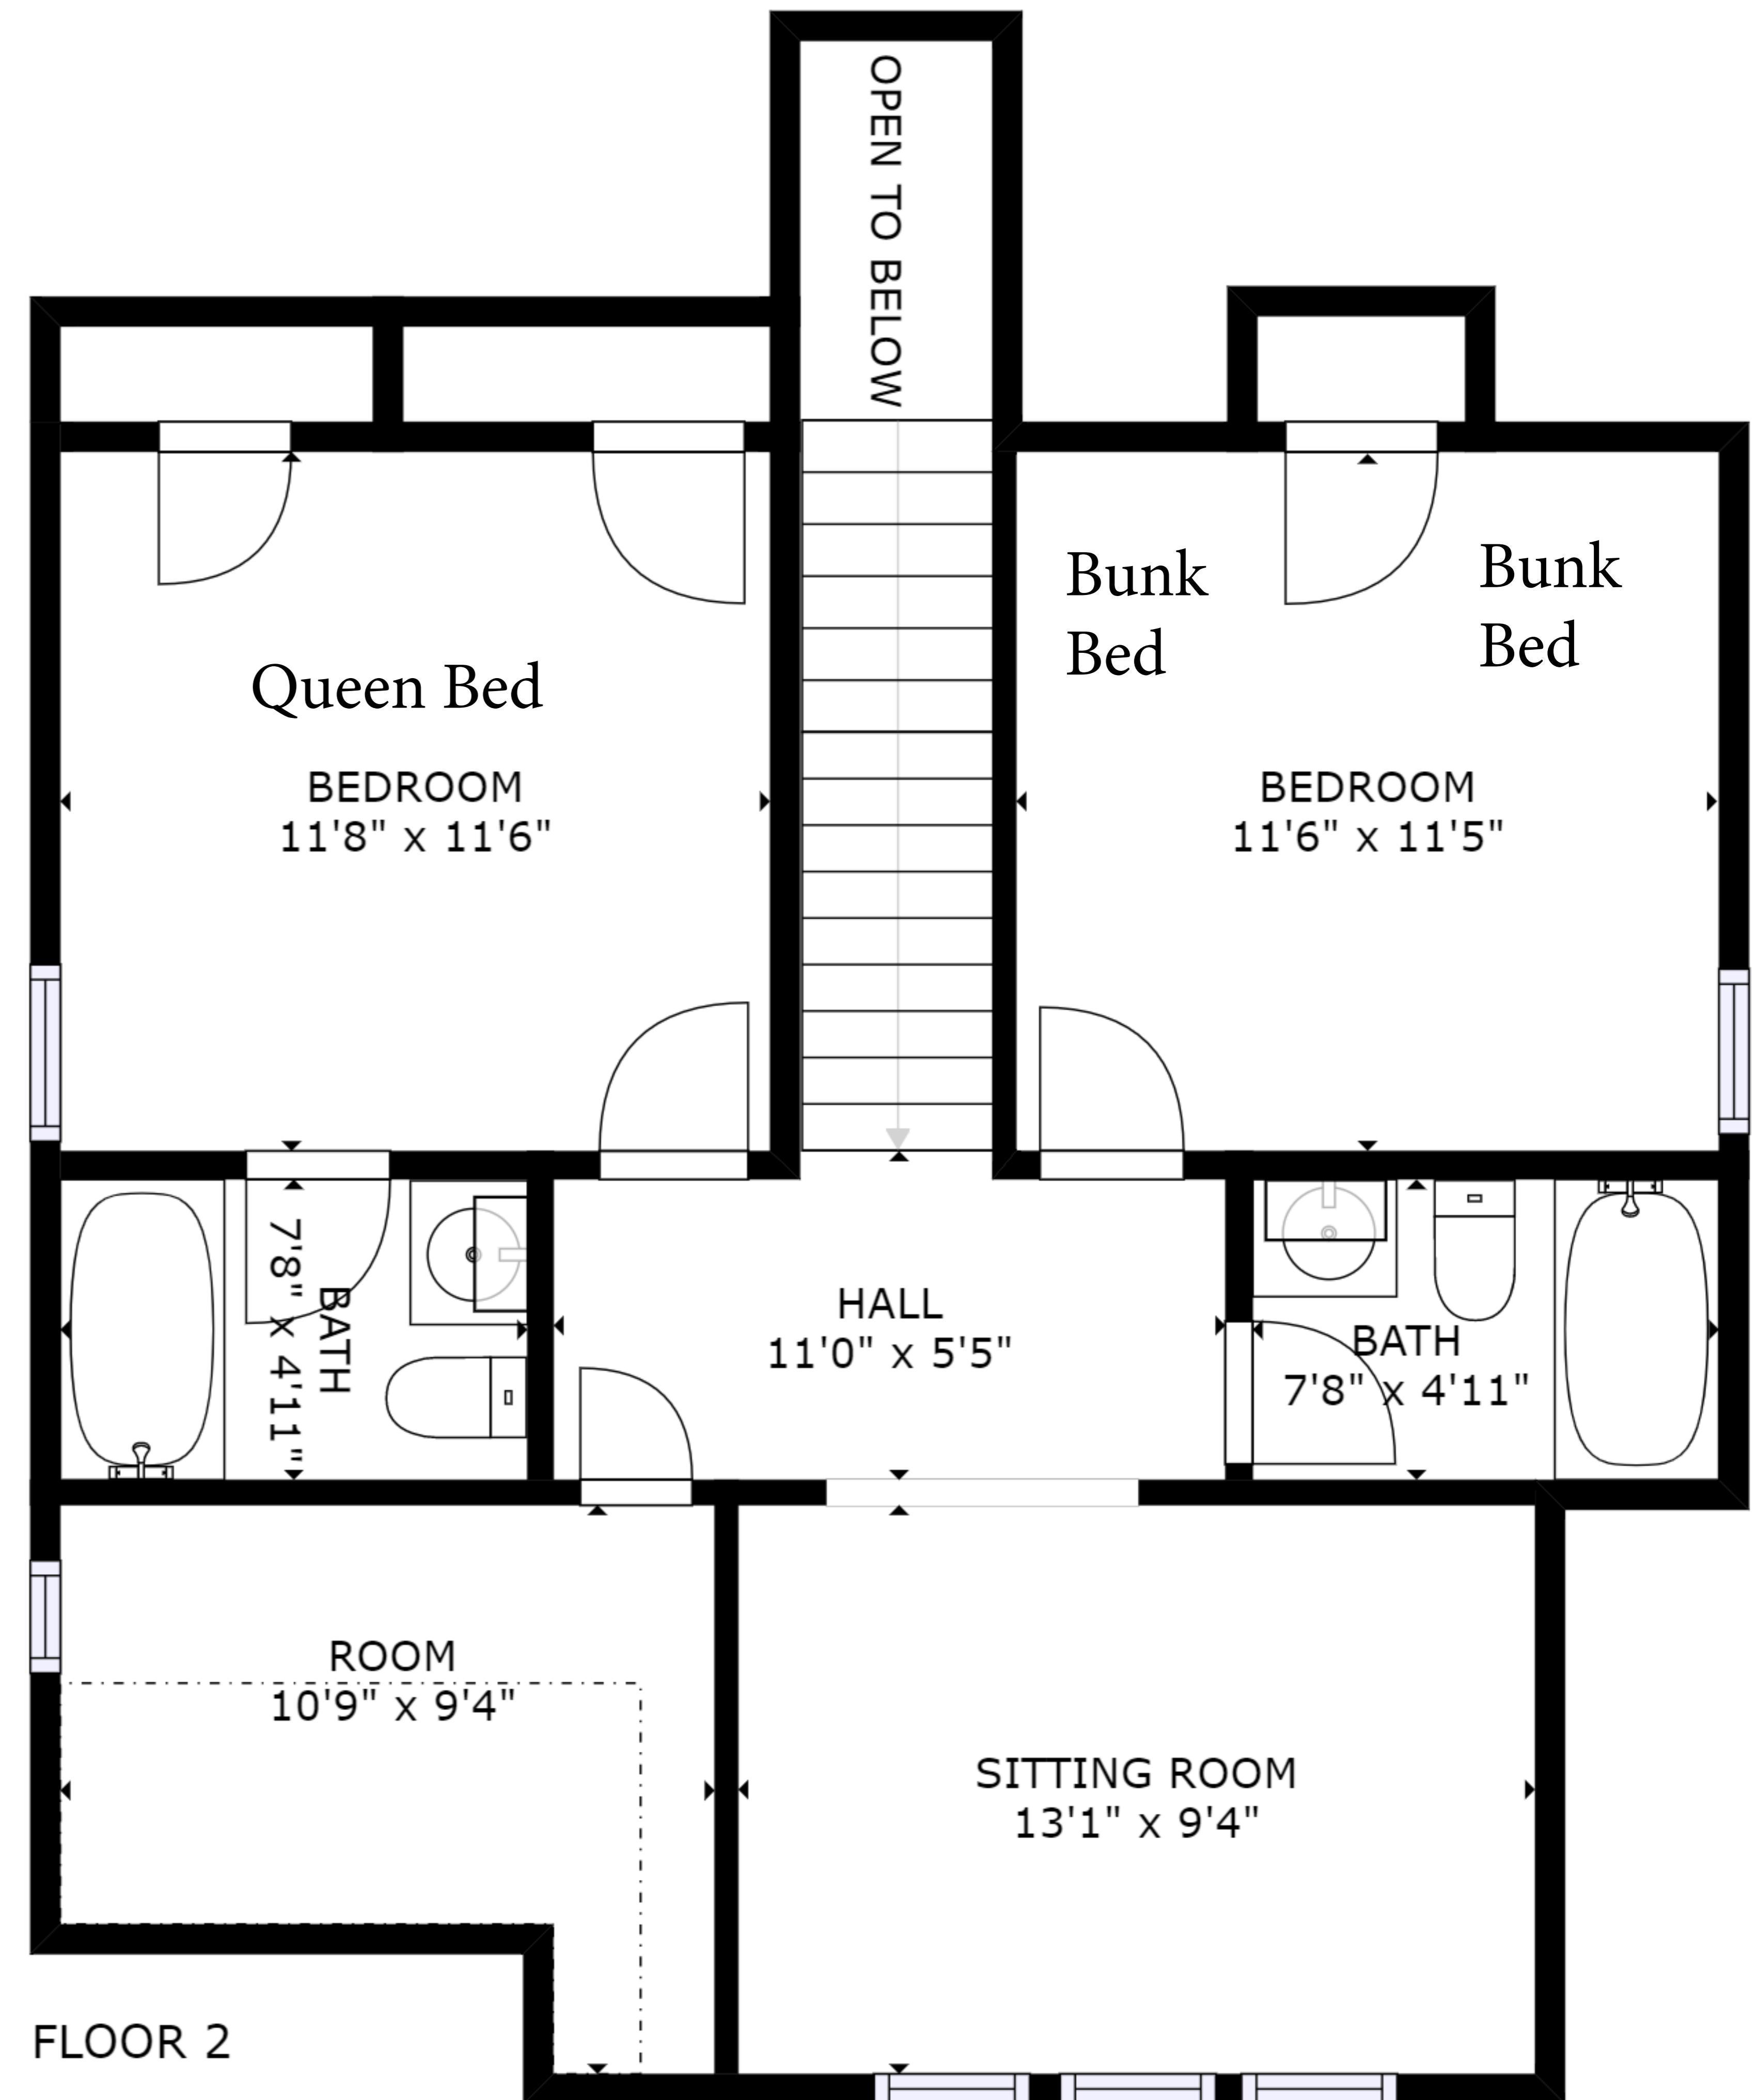 OPEN TO BELOW
Bunk
Bed
Bunk
Bed
Queen Bed
BEDROOM
11'8" x 11'6"
BEDROOM
11'6" x 11'5"
BATH
7'8" x 4'11"
HALL
11'0" x 5'5"
BATH
7'8" x 4'11"
ROOM
10'9" x 9'4"
SITTING ROOM
13'1" x 9'4"
FLOOR 2